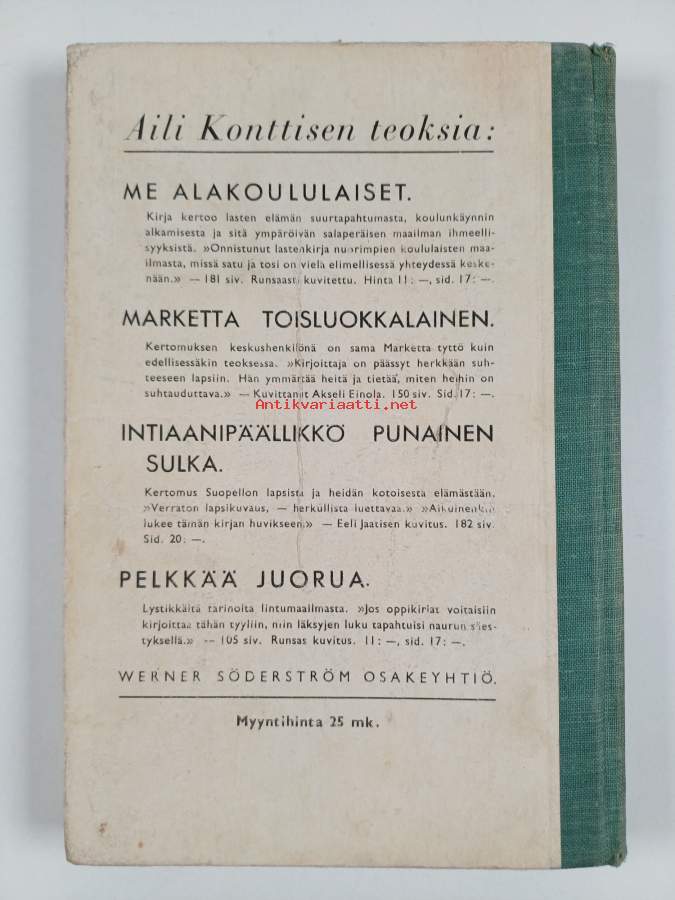 Aili Konttisen teoksia:
ME ALAKOULULAISET.
Kirja kertoo lasten elämän suurtapahtumasta, koulunkäynnin
alkamisesta ja sitä ympäröivän salaperäisen maailman ihmeelli-
syyksistä. »Onnistunut lastenkirja nuorimpien koululaisten maa-
ilmasta, missä satu ja tosi on vielä elimellisessä yhteydessä keske-
nään.» — 181 siv. Runsaasti kuvitettu. Hinta 11: —, sid. 17: —.
MARKETTA TOISLUOKKALAINEN.
Kertomuksen keskushenkilönä on sama Marketta tyttö kuin
edellisessäkin teoksessa. »Kirjoittaja on päässyt herkkään suh-
teeseen lapsiin. Hän ymmärtää heitä ja tietää, miten heihin on
suhtauduttava.» — Kuvittanut Akseli Einola. 150 siv. Sid. 17: —.
Antikvariaatti.net
INTIAANIPÄÄLLIKKÖ PUNAINEN
SULKA.
Kertomus Suopellon lapsista ja heidän kotoisesta elämästään.
»Verraton lapsikuvaus, — herkullista luettavaa.» »Aikuinenkin
lukee tämän kirjan huvikseen.» — Eeli Jaatisen kuvitus. 182 siv.
Sid. 20: —.
PELKKÄÄ JUORUA.
Lystikkäitä tarinoita lintumaailmasta. »Jos oppikirjat voitaisiin
kirjoittaa tähän tyyliin, niin läksyjen luku tapahtuisi naurun säes-
tyksellä.» — 105 siv. Runsas kuvitus. 11: —, sid. 17: —.
WERNER SÖDERSTRÖM OSAKEYHTIÖ.
Myyntihinta 25 mk.